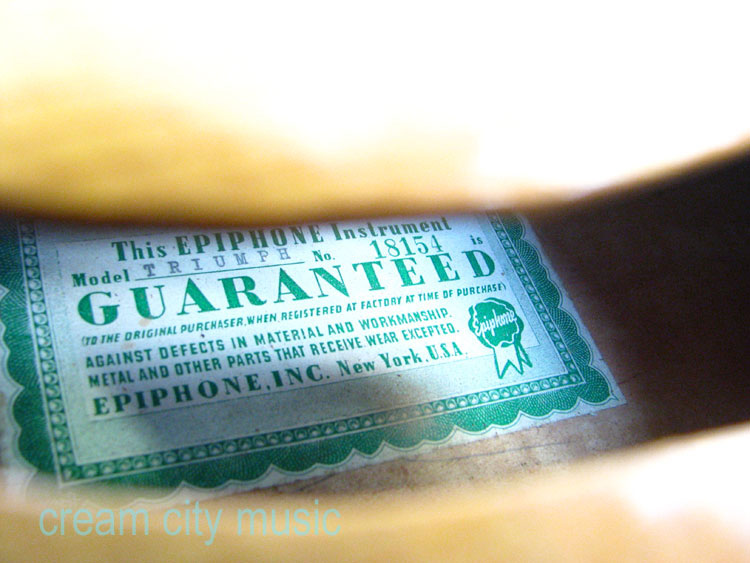 This EPIPHONE Instrument
Model TRIUMPH No. 18154 is
GUARANTEED
(TO THE ORIGINAL PURCHASER, WHEN REGISTERED AT FACTORY AT TIME OF PURCHASE)
AGAINST DEFECTS IN MATERIAL AND WORKMANSHIP.
METAL AND OTHER PARTS THAT RECEIVE WEAR EXCEPTED.
EPIPHONE, INC. New York, U.S.A.
Epiphone
cream city music